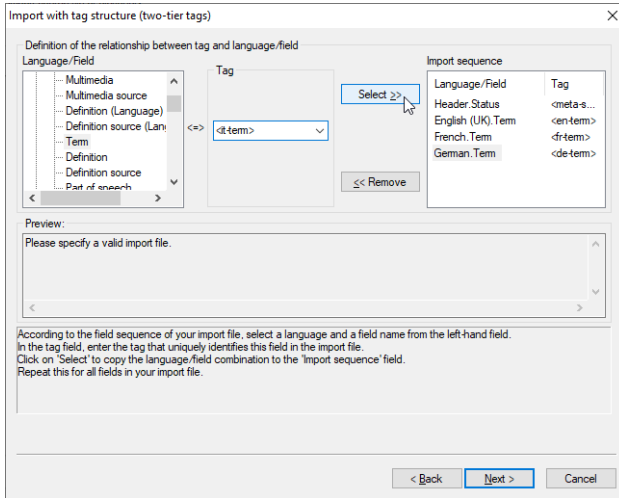 Import with tag structure (two-tier tags)
Definition of the relationship between tag and language/field
Language/Field
Multimedia
Multimedia source
Definition (Language)
Definition source (Lan
Term
Definition
Definition source
Part of speech
<=>
Tag
<it-term>
Select >>
<< Remove
Import sequence
Language/Field Tag
Header.Status <meta-s...
English (UK).Term <en-term>
French.Term <fr-term>
German.Term <de-term>
Preview:
Please specify a valid import file.
According to the field sequence of your import file, select a language and a field name from the left-hand field.
In the tag field, enter the tag that uniquely identifies this field in the import file.
Click on 'Select' to copy the language/field combination to the 'Import sequence' field.
Repeat this for all fields in your import file.
< Back Next > Cancel